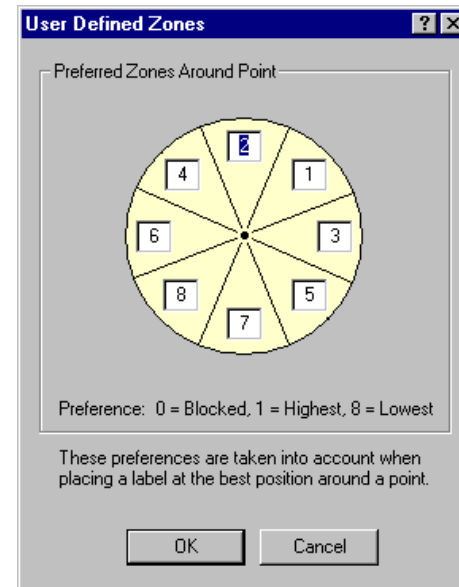 User Defined Zones ? X
Preferred Zones Around Point
2
4 1
6 3
8 5
7
Preference: 0 = Blocked, 1 = Highest, 8 = Lowest
These preferences are taken into account when
placing a label at the best position around a point.
OK Cancel